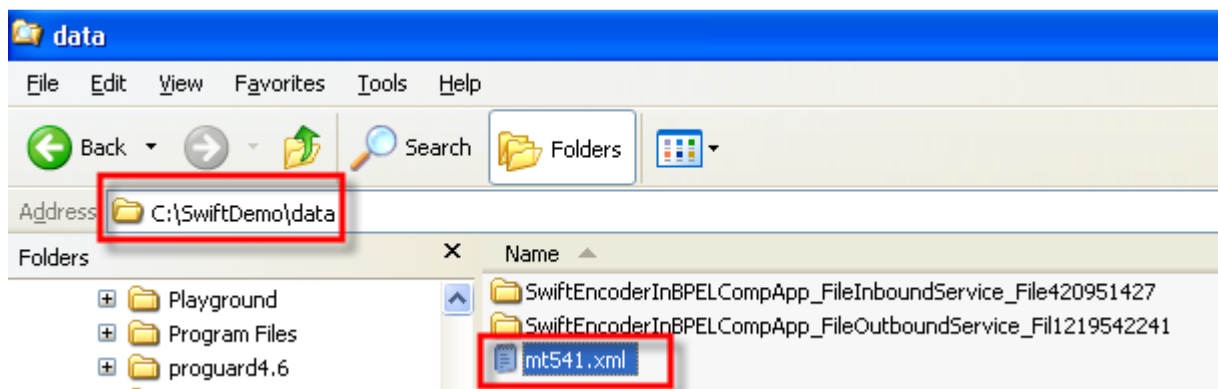 data
File Edit View Favorites Tools Help
Back Search Folders
Address C:\SwiftDemo\data
Folders X Name
Playground SwiftEncoderInBPELCompApp_FileInboundService_File420951427
Program Files SwiftEncoderInBPELCompApp_FileOutboundService_Fil1219542241
proguard4.6 mt541.xml